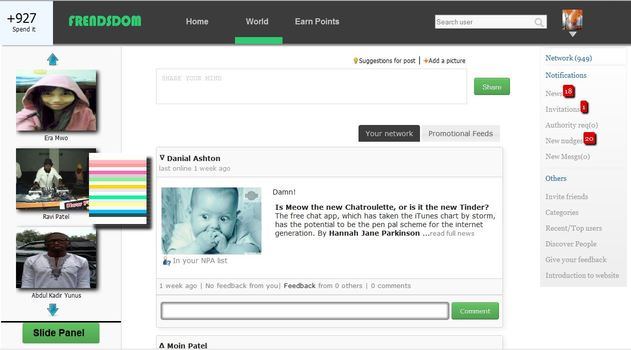 +927
Spend it
FRENDSDOM
Home
World
Earn Points
Search user
Era Mwo
Ravi Patel
Abdul Kadir Yunus
Slide Panel
Suggestions for post | +Add a picture
SHARE YOUR MIND
Share
Your network
Promotional Feeds
∇ Danial Ashton
last online 1 week ago
Damn!
Is Meow the new Chatroulette, or is it the new Tinder?
The free chat app, which has taken the iTunes chart by storm,
has the potential to be the pen pal scheme for the internet
generation. By Hannah Jane Parkinson ...read full news
In your NPA list
1 week ago | No feedback from you| Feedback from 0 others | 0 comments
Comment
Δ Moin Patel
Network (949)
Notifications
News 18
Invitations 1
Authority req(0)
New nudges 20
New Mesgs(0)
Others
Invite friends
Categories
Recent/Top users
Discover People
Give your feedback
Introduction to website